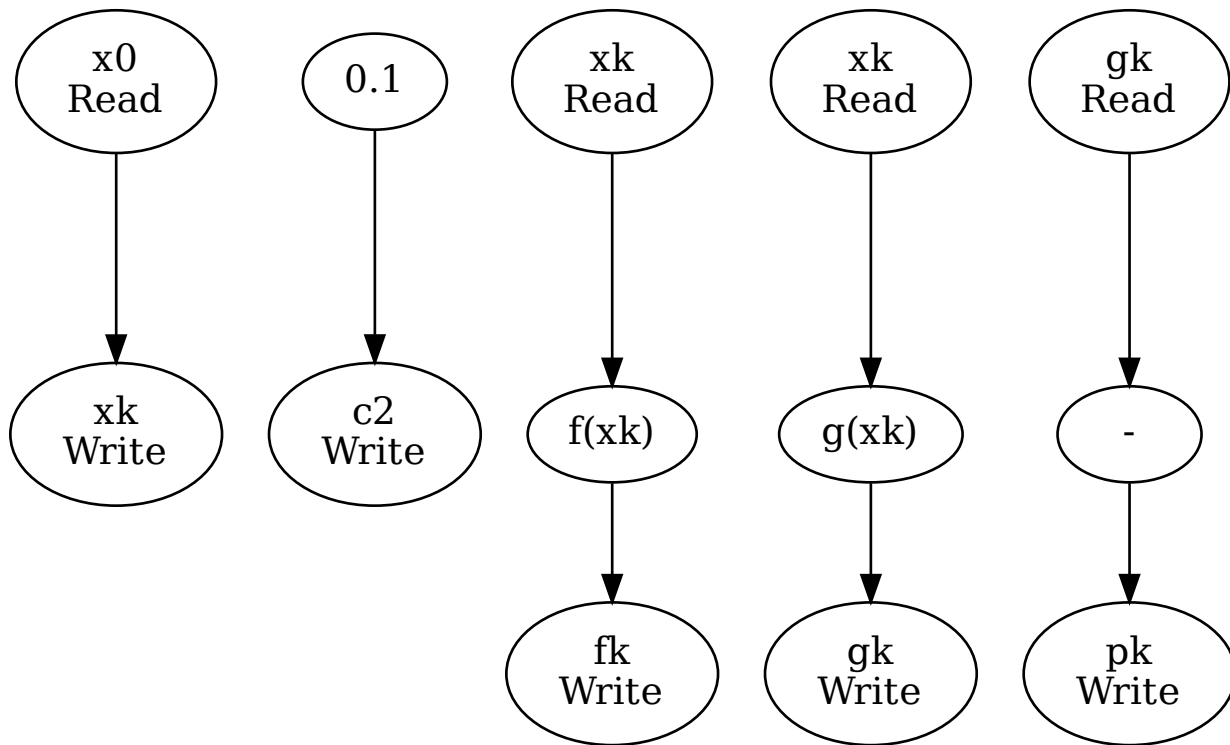 x0
Read
0.1
xk
Read
xk
Read
gk
Read
xk
Write
c2
Write
f(xk)
g(xk)
-
fk
Write
gk
Write
pk
Write